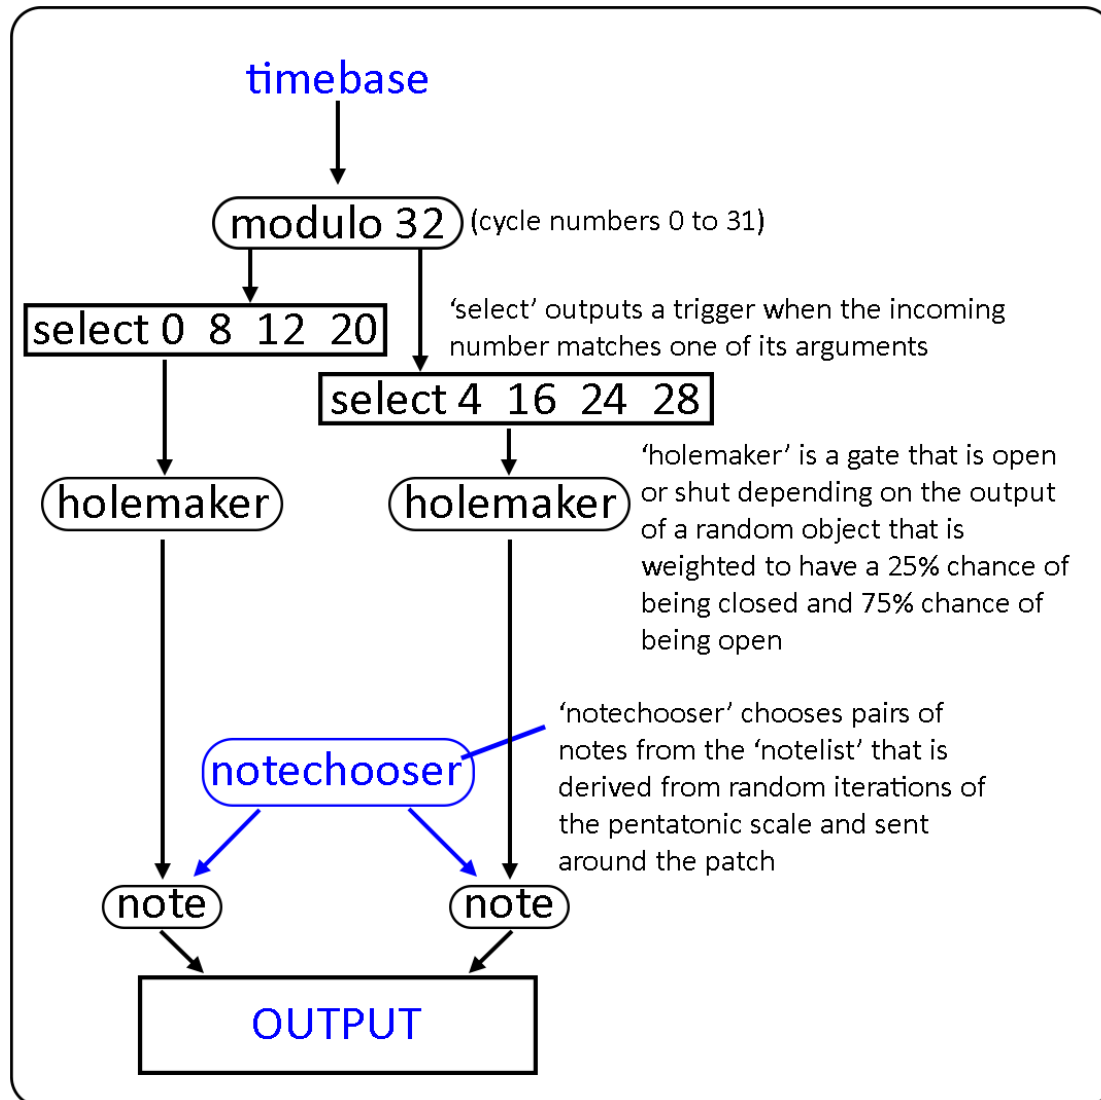 timebase
modulo 32
(cycle numbers 0 to 31)
select 0 8 12 20
‘select’ outputs a trigger when the incoming
number matches one of its arguments
select 4 16 24 28
holemaker
holemaker
‘holemaker’ is a gate that is open
or shut depending on the output
of a random object that is
weighted to have a 25% chance of
being closed and 75% chance of
being open
notechooser
‘notechooser’ chooses pairs of
notes from the ‘notelist’ that is
derived from random iterations of
the pentatonic scale and sent
around the patch
note
note
OUTPUT